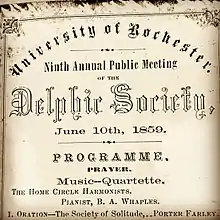 University of Rochester.
Ninth Annual Public Meeting
OF THE
Delphic Society,
June 10th, 1859.
PROGRAMME.
PRAYER.
Music—Quartette.
The Home Circle Harmonists.
Pianist, B. A. Whaples.
1. Oration—The Society of Solitude,..Porter Farley.